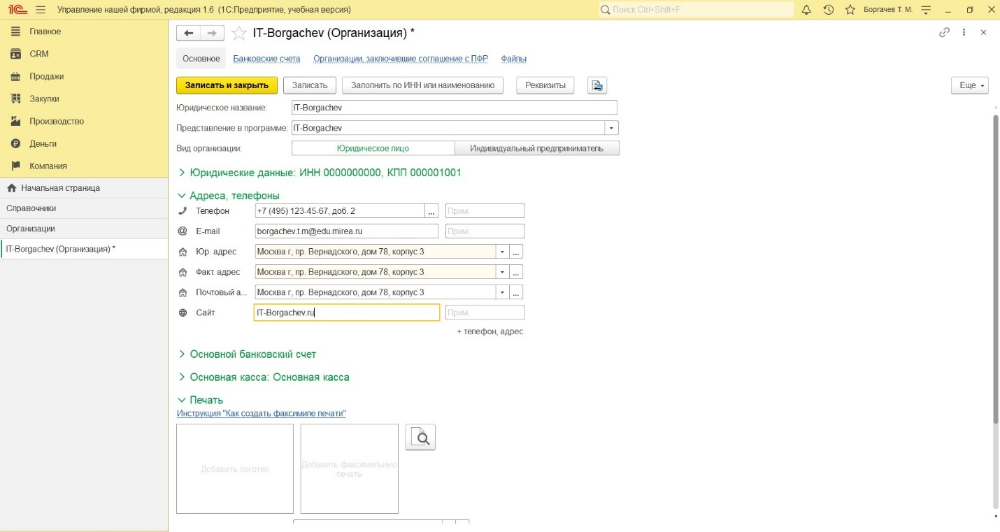 1С Управление нашей фирмой, редакция 1.6 (1С:Предприятие, учебная версия) Поиск Ctrl+Shift+F Боргачев Т. М.
Главное
CRM
Продажи
Закупки
Производство
Деньги
Компания
Начальная страница
Справочники
Организации
IT-Borgachev (Организация) *
IT-Borgachev (Организация) *
Основное Банковские счета Организации, заключившие соглашение с ПФР Файлы
Записать и закрыть Записать Заполнить по ИНН или наименованию Реквизиты Еще
Юридическое название: IT-Borgachev
Представление в программе: IT-Borgachev
Вид организации: Юридическое лицо Индивидуальный предприниматель
Юридические данные: ИНН 0000000000, КПП 000001001
Адреса, телефоны
Телефон +7 (495) 123-45-67, доб. 2 ... Прим.
E-mail borgachev.t.m@edu.mirea.ru Прим.
Юр. адрес Москва г, пр. Вернадского, дом 78, корпус 3 ...
Факт. адрес Москва г, пр. Вернадского, дом 78, корпус 3 ...
Почтовый а... Москва г, пр. Вернадского, дом 78, корпус 3 ...
Сайт IT-Borgachev.ru Прим.
+ телефон, адрес
Основной банковский счет
Основная касса: Основная касса
Печать
Инструкция "Как создать факсимиле печати"
Добавить логотип
Добавить факсимильную
печать